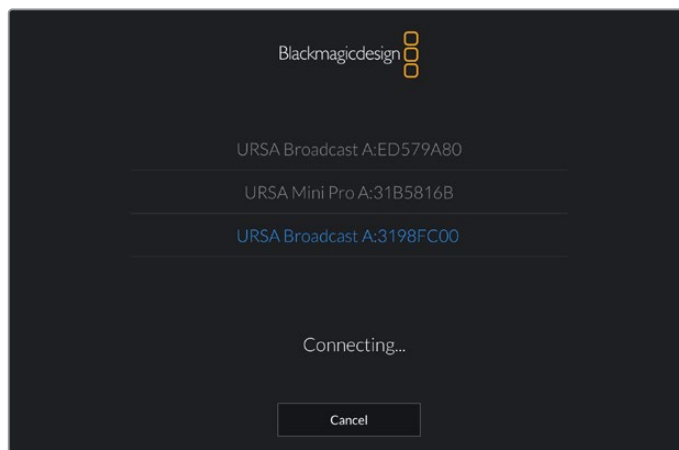 Blackmagicdesign
URSA Broadcast A:ED579A80
URSA Mini Pro A:31B5816B
URSA Broadcast A:3198FC00
Connecting...
Cancel